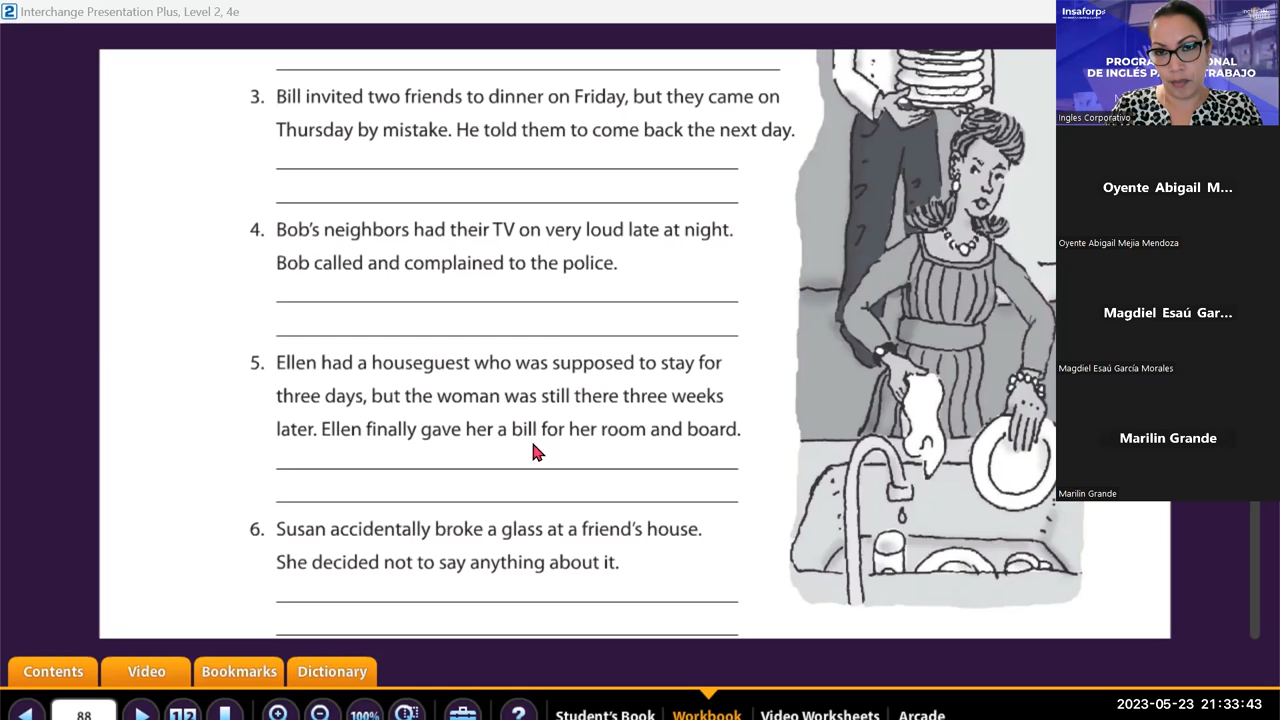 Interchange Presentation Plus, Level 2, 4e
3. Bill invited two friends to dinner on Friday, but they came on
Thursday by mistake. He told them to come back the next day.
4. Bob's neighbors had their TV on very loud late at night.
Bob called and complained to the police.
5. Ellen had a houseguest who was supposed to stay for
three days, but the woman was still there three weeks
later. Ellen finally gave her a bill for her room and board.
6. Susan accidentally broke a glass at a friend's house.
She decided not to say anything about it.
Insaforp
Ingles Corporativo
Oyente Abigail M...
Oyente Abigail Mejia Mendoza
Magdiel Esaú Gar...
Magdiel Esaú García Morales
Marilin Grande
Marilin Grande
Contents Video Bookmarks Dictionary
88 1 2 100% ? Student's Book Workbook Video Worksheets Arcade
2023-05-23 21:33:43